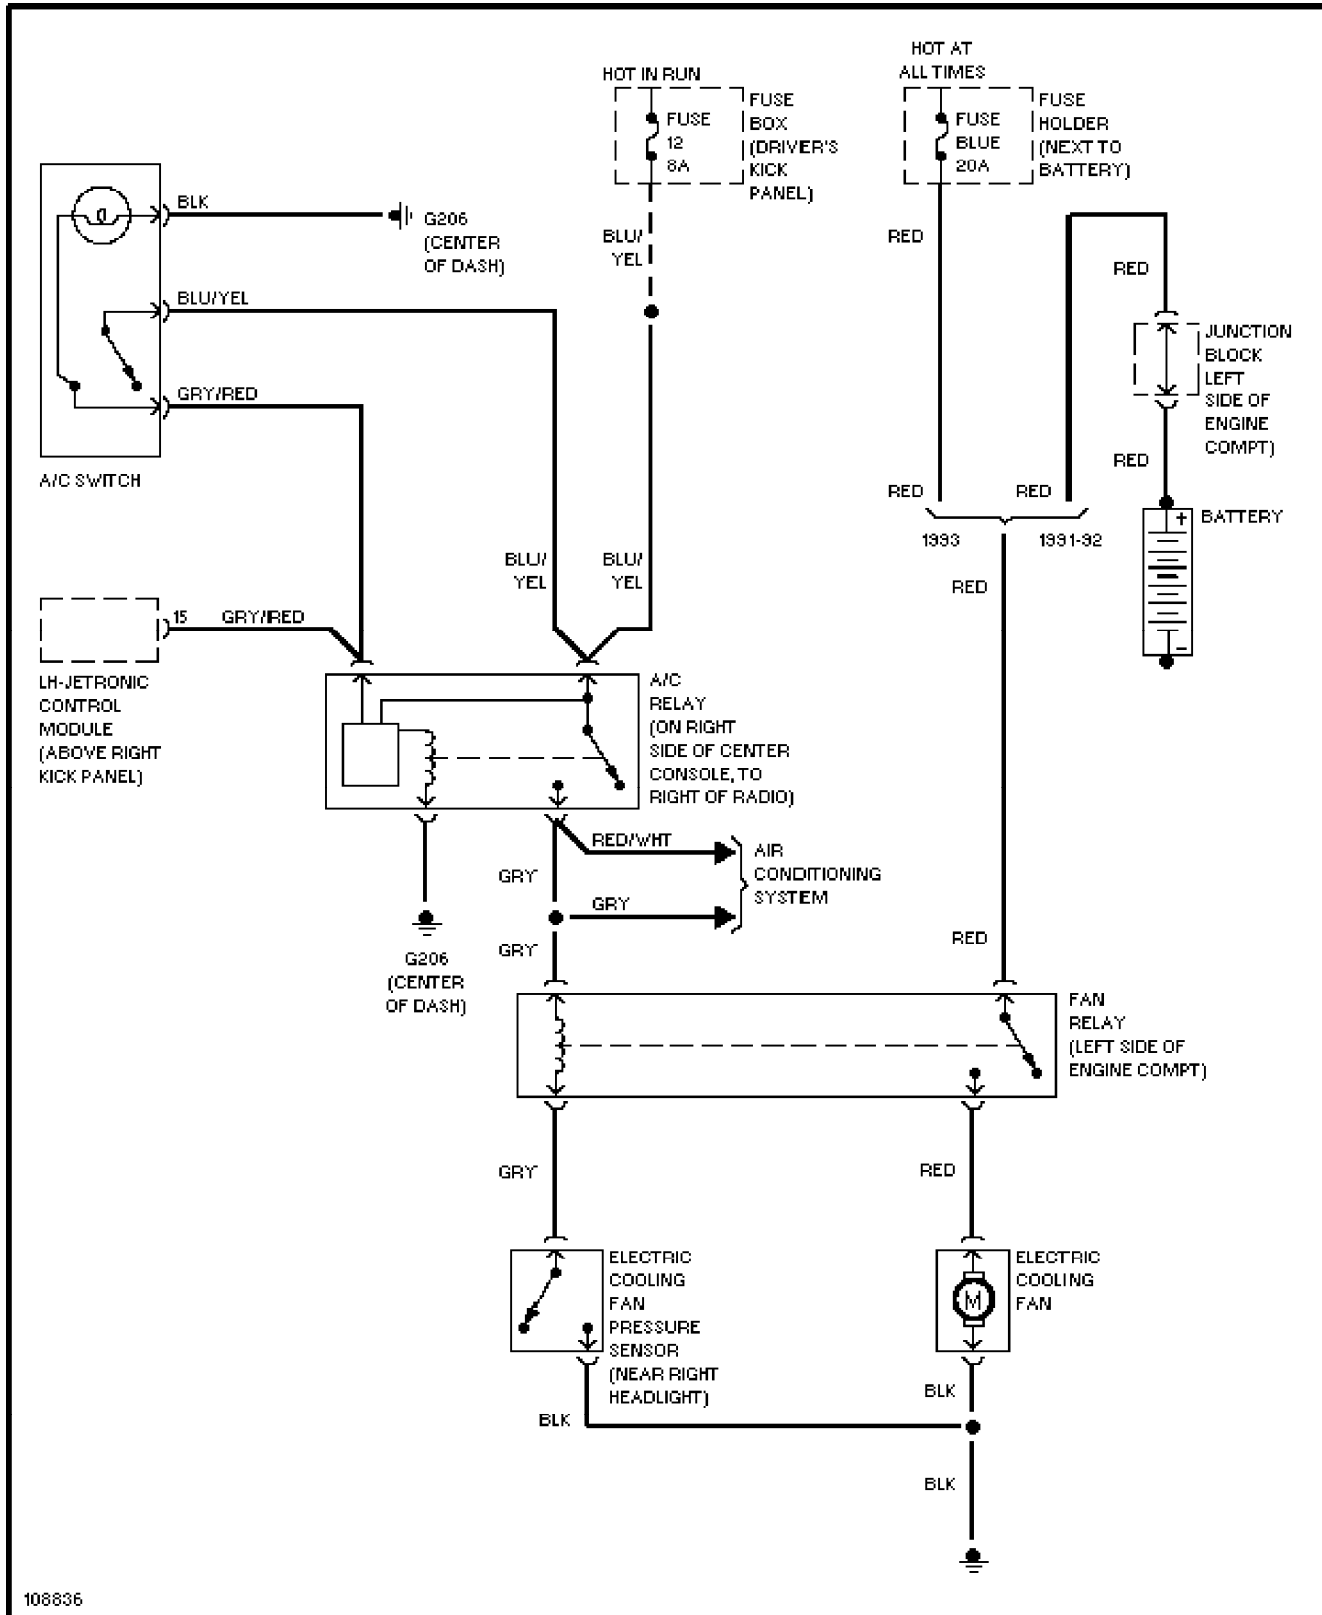 HOT IN RUN
FUSE
12
8A
FUSE
BOX
(DRIVER'S
KICK
PANEL)
HOT AT
ALL TIMES
FUSE
BLUE
20A
FUSE
HOLDER
(NEXT TO
BATTERY)
BLK
G206
(CENTER
OF DASH)
BLU/
YEL
RED
RED
BLU/YEL
JUNCTION
BLOCK
LEFT
SIDE OF
ENGINE
COMPT)
GRY/RED
A/C SWITCH
RED
RED
RED
+
BATTERY
-
1993
1991-92
BLU/
YEL
BLU/
YEL
RED
15
GRY/RED
LH-JETRONIC
CONTROL
MODULE
(ABOVE RIGHT
KICK PANEL)
A/C
RELAY
(ON RIGHT
SIDE OF CENTER
CONSOLE, TO
RIGHT OF RADIO)
RED/WHT
AIR
CONDITIONING
SYSTEM
GRY
GRY
GRY
RED
G206
(CENTER
OF DASH)
FAN
RELAY
(LEFT SIDE OF
ENGINE COMPT)
GRY
RED
ELECTRIC
COOLING
FAN
PRESSURE
SENSOR
(NEAR RIGHT
HEADLIGHT)
M
ELECTRIC
COOLING
FAN
BLK
BLK
BLK
108836